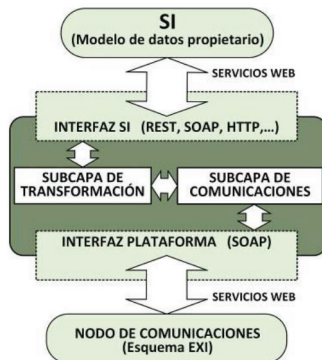 SI
(Modelo de datos propietario)
SERVICIOS WEB
INTERFAZ SI (REST, SOAP, HTTP,...)
SUBCAPA DE
TRANSFORMACIÓN
SUBCAPA DE
COMUNICACIONES
INTERFAZ PLATAFORMA (SOAP)
SERVICIOS WEB
NODO DE COMUNICACIONES
(Esquema EXI)